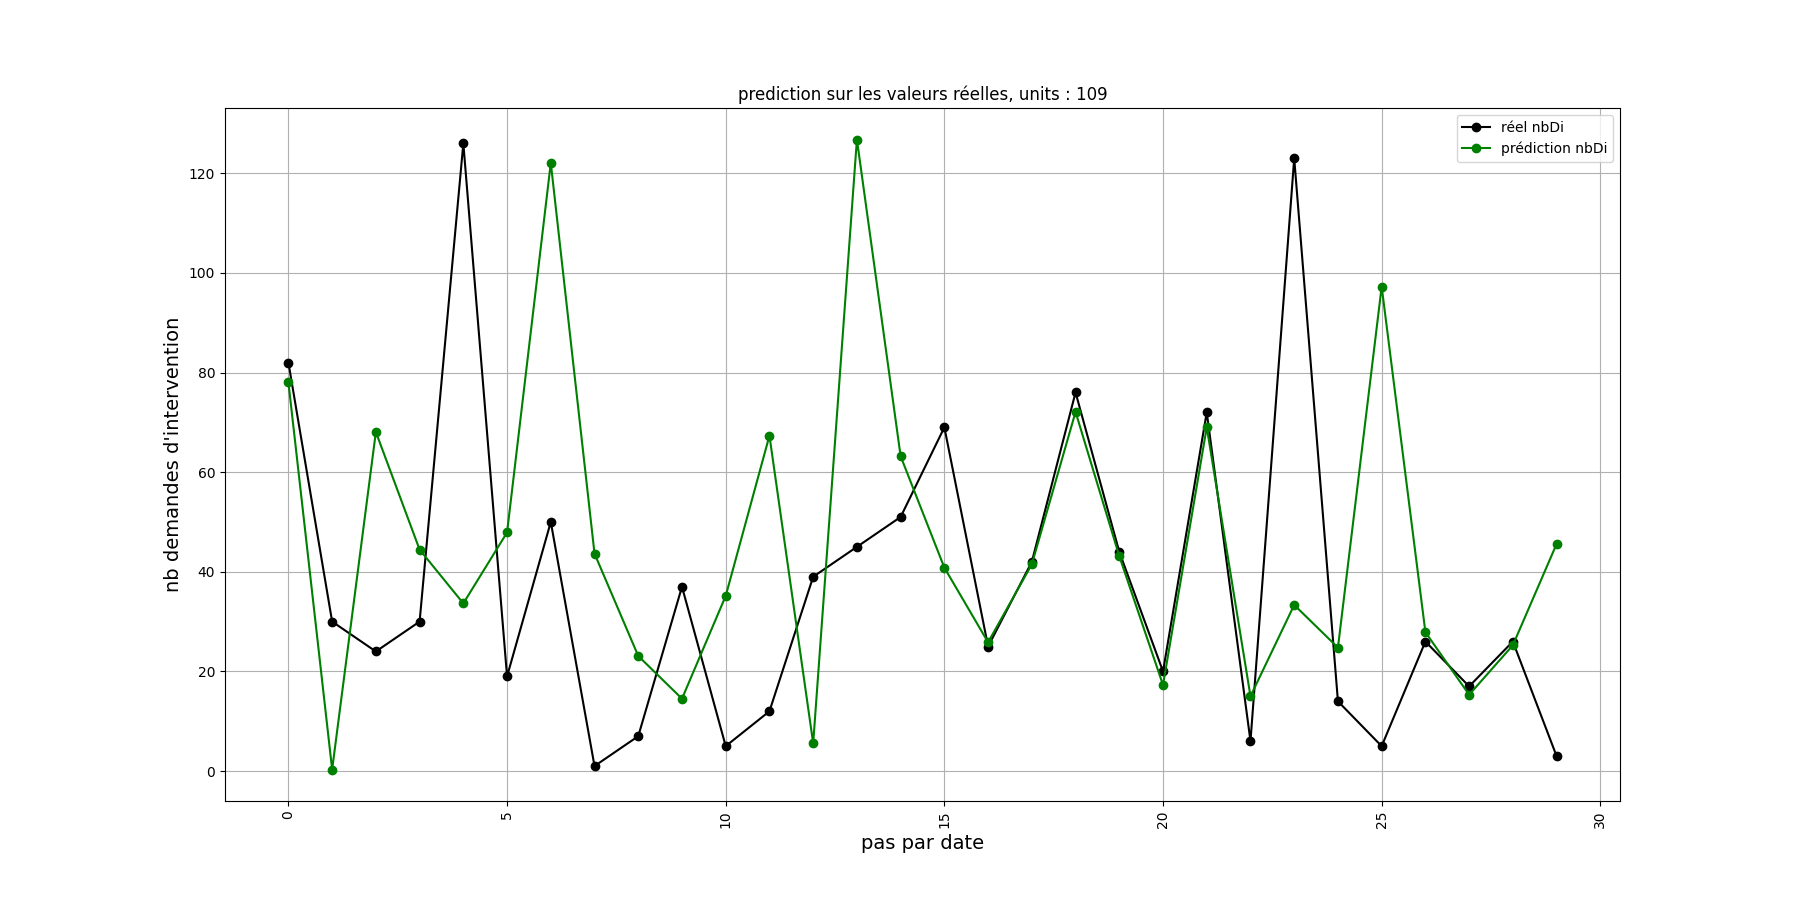 prediction sur les valeurs réelles, units : 109
réel nbDi
prédiction nbDi
120
100
80
60
40
20
0
nb demandes d'intervention
0 5 10 15 20 25 30
pas par date